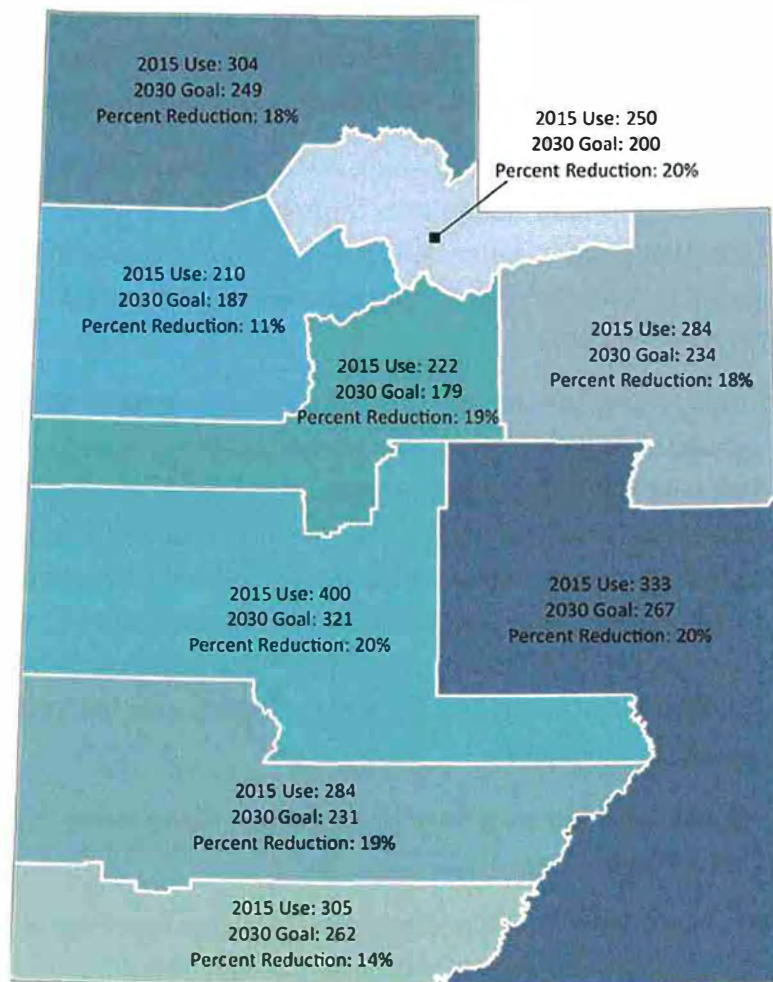 2015 Use: 304
2030 Goal: 249
Percent Reduction: 18%
2015 Use: 250
2030 Goal: 200
Percent Reduction: 20%
2015 Use: 210
2030 Goal: 187
Percent Reduction: 11%
2015 Use: 284
2030 Goal: 234
Percent Reduction: 18%
2015 Use: 222
2030 Goal: 179
Percent Reduction: 19%
2015 Use: 400
2030 Goal: 321
Percent Reduction: 20%
2015 Use: 333
2030 Goal: 267
Percent Reduction: 20%
2015 Use: 284
2030 Goal: 231
Percent Reduction: 19%
2015 Use: 305
2030 Goal: 262
Percent Reduction: 14%